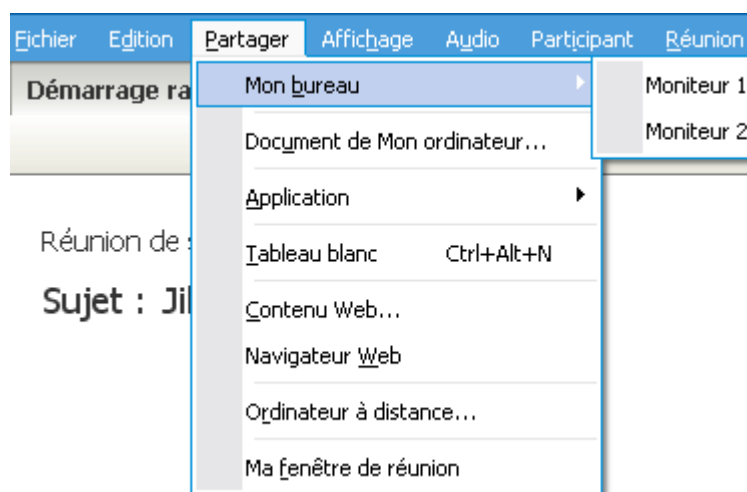 Fichier Edition Partager Affichage Audio Participant Réunion
Démarrage ra
Mon bureau
Moniteur 1
Moniteur 2
Document de Mon ordinateur...
Application
Réunion de
Tableau blanc Ctrl+Alt+N
Sujet : Jil
Contenu Web...
Navigateur Web
Ordinateur à distance...
Ma fenêtre de réunion